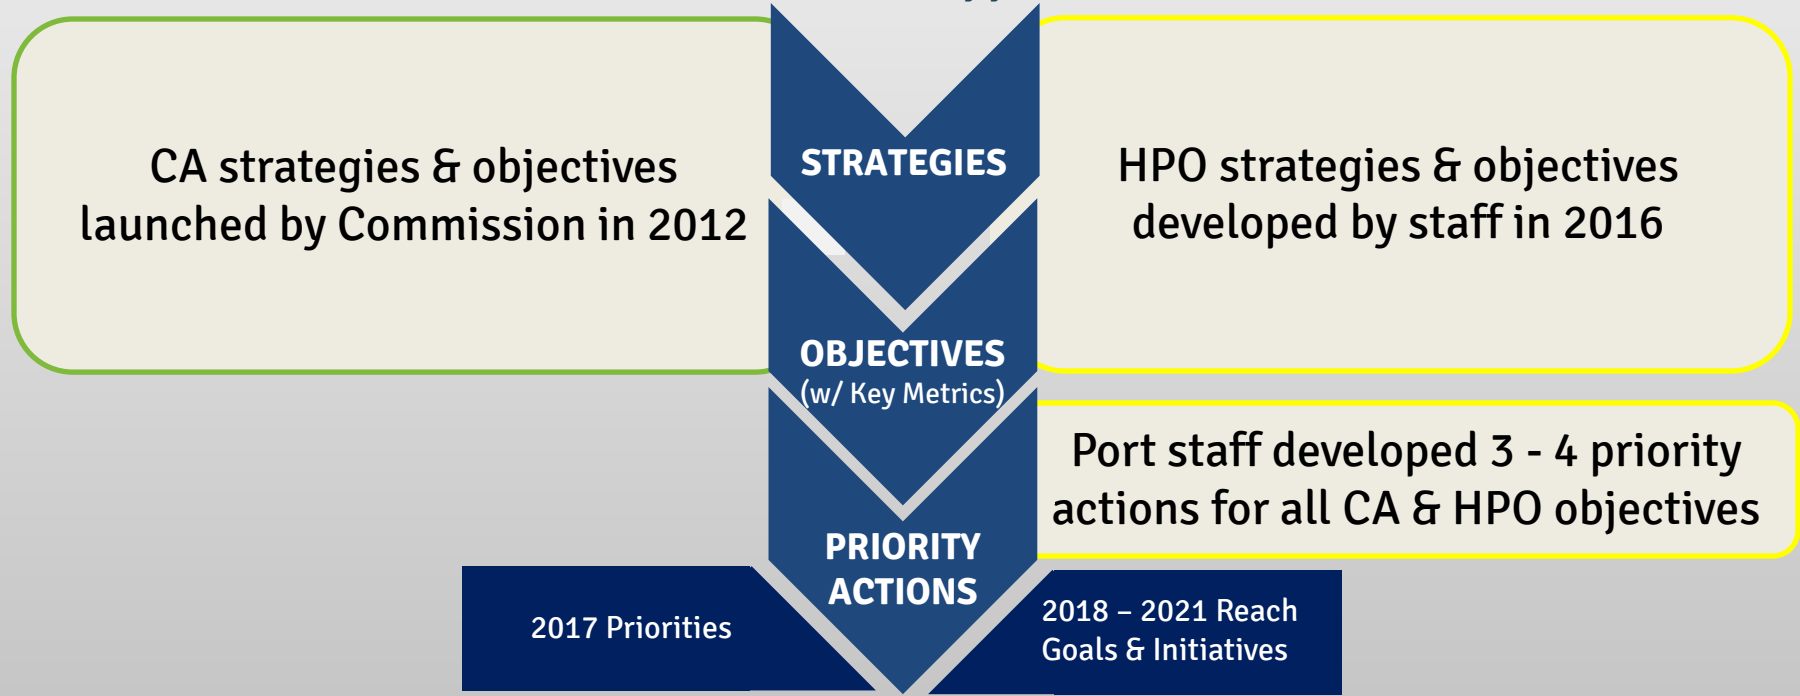 STRATEGIES
CA strategies & objectives
launched by Commission in 2012
HPO strategies & objectives
developed by staff in 2016
OBJECTIVES
(w/ Key Metrics)
Port staff developed 3 - 4 priority
actions for all CA & HPO objectives
PRIORITY
ACTIONS
2017 Priorities
2018 – 2021 Reach
Goals & Initiatives